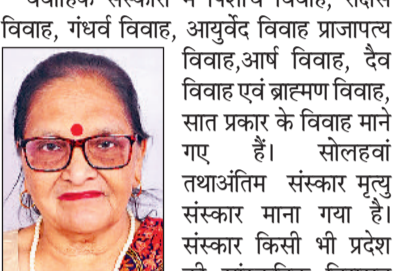 विवाह, गंधर्व विवाह, आयुर्वेद विवाह प्राजापत्य
विवाह,आर्ष विवाह, दैव
विवाह एवं ब्राह्मण विवाह,
सात प्रकार के विवाह माने
गए हैं। सोलहवां
तथाअंतिम संस्कार मृत्यु
संस्कार माना गया है।
संस्कार किसी भी प्रदेश